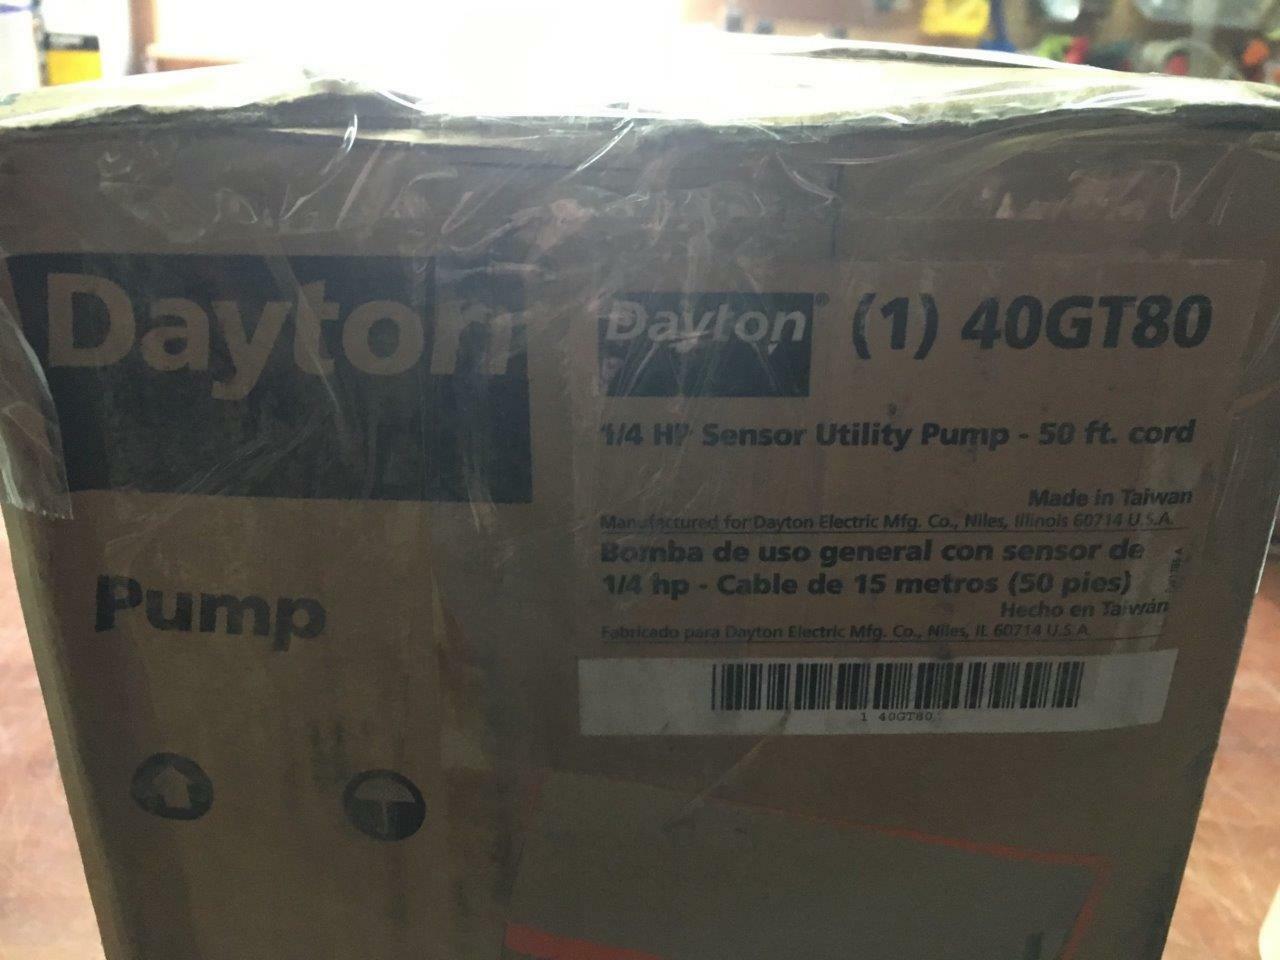 Dayton
Pump
Dayton® (1) 40GT80
1/4 HP Sensor Utility Pump - 50 ft. cord
Made in Taiwan
Manufactured for Dayton Electric Mfg. Co., Niles, Illinois 60714 U.S.A.
Bomba de uso general con sensor de
1/4 hp - Cable de 15 metros (50 pies)
Hecho en Taiwán
Fabricado para Dayton Electric Mfg. Co., Niles, IL 60714 U.S.A.
1 40GT80